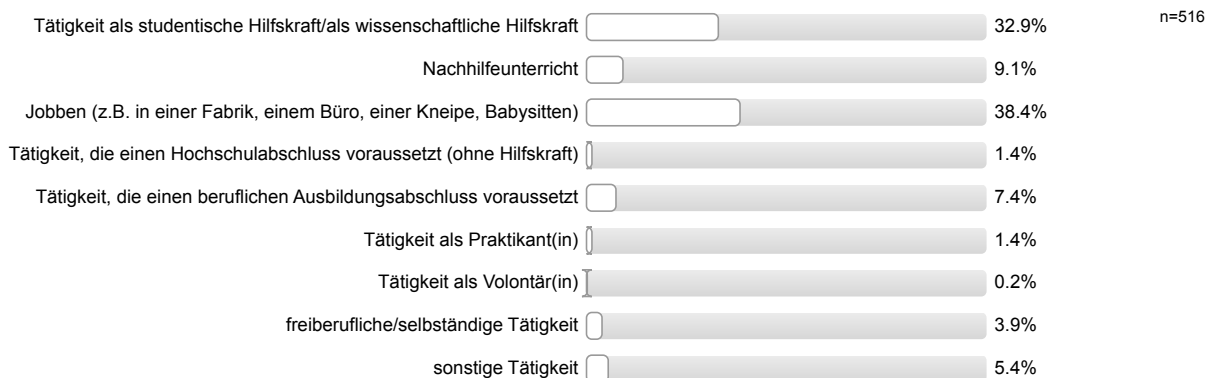 Tätigkeit als studentische Hilfskraft/als wissenschaftliche Hilfskraft 32.9% n=516
Nachhilfeunterricht 9.1%
Jobben (z.B. in einer Fabrik, einem Büro, einer Kneipe, Babysitten) 38.4%
Tätigkeit, die einen Hochschulabschluss voraussetzt (ohne Hilfskraft) 1.4%
Tätigkeit, die einen beruflichen Ausbildungsabschluss voraussetzt 7.4%
Tätigkeit als Praktikant(in) 1.4%
Tätigkeit als Volontär(in) 0.2%
freiberufliche/selbständige Tätigkeit 3.9%
sonstige Tätigkeit 5.4%